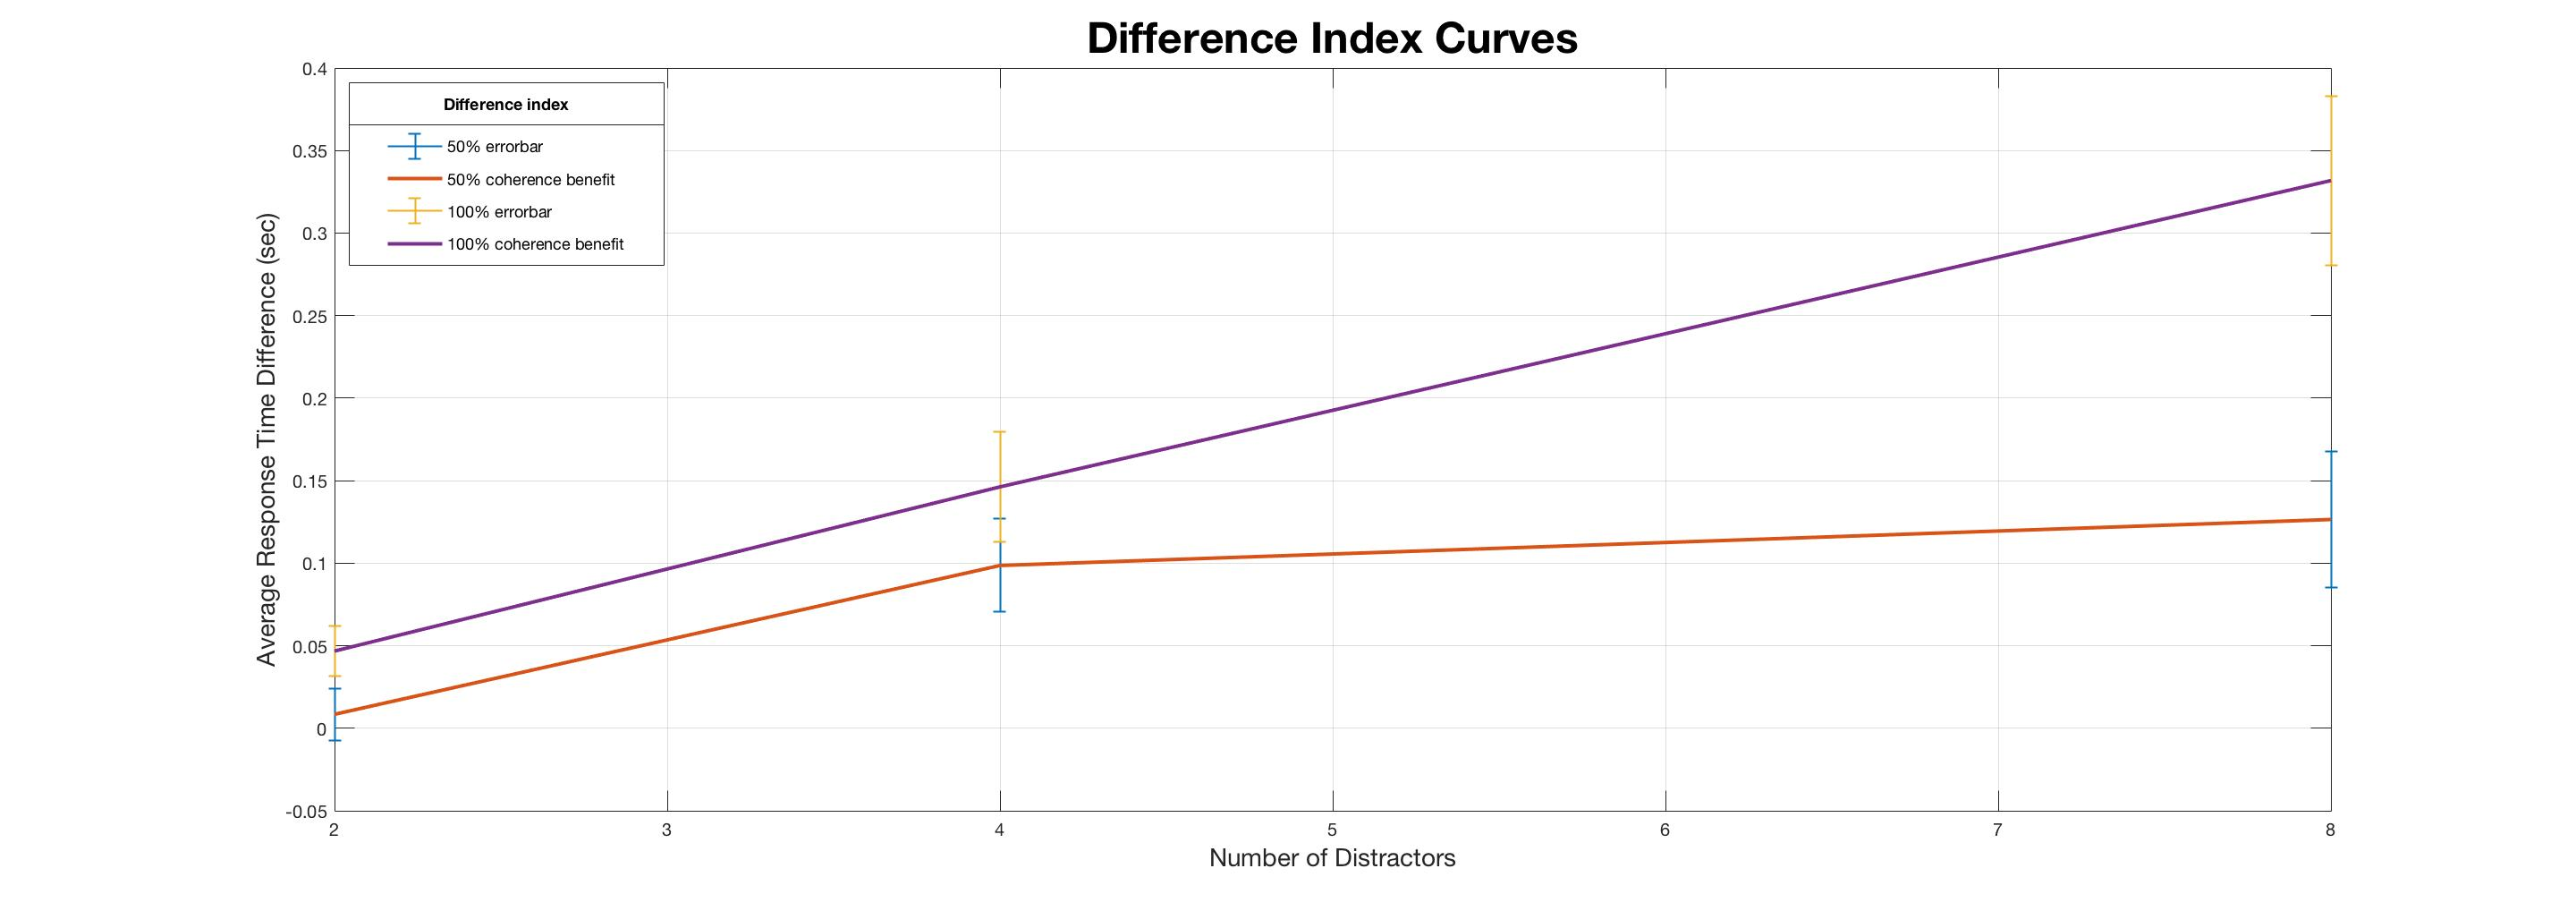 Difference Index Curves
0.4
0.35
0.3
0.25
0.2
0.15
0.1
0.05
0
-0.05
Average Response Time Difference (sec)
Difference index
50% errorbar
50% coherence benefit
100% errorbar
100% coherence benefit
2 3 4 5 6 7 8
Number of Distractors